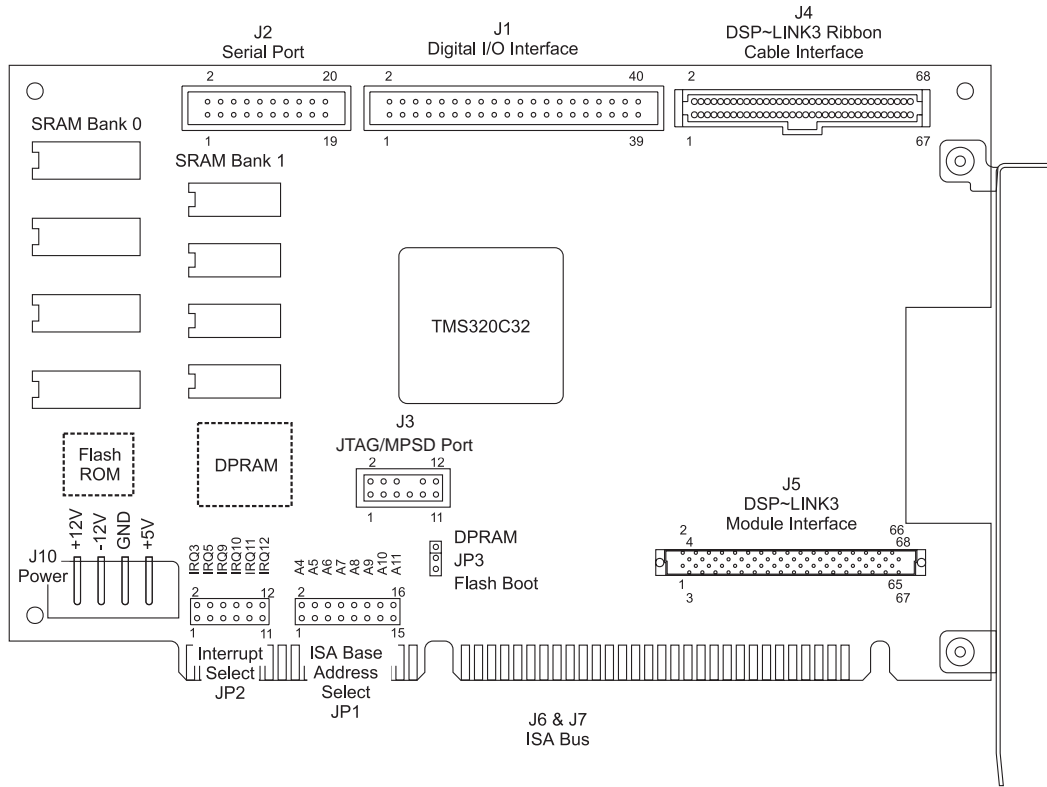 J2
Serial Port
J1
Digital I/O Interface
J4
DSP~LINK3 Ribbon
Cable Interface
2 20
2 40
2 68
1 19
1 39
1 67
SRAM Bank 0
SRAM Bank 1
TMS320C32
J3
JTAG/MPSD Port
2 12
1 11
Flash
ROM
DPRAM
J5
DSP~LINK3
Module Interface
2 66
4 68
1 65
3 67
DPRAM
JP3
Flash Boot
J10
Power
+12V
-12V
GND
+5V
IRQ3
IRQ5
IRQ9
IRQ10
IRQ11
IRQ12
2 12
1 11
A4
A5
A6
A7
A8
A9
A10
A11
2 16
1 15
Interrupt
Select
JP2
ISA Base
Address
Select
JP1
J6 & J7
ISA Bus